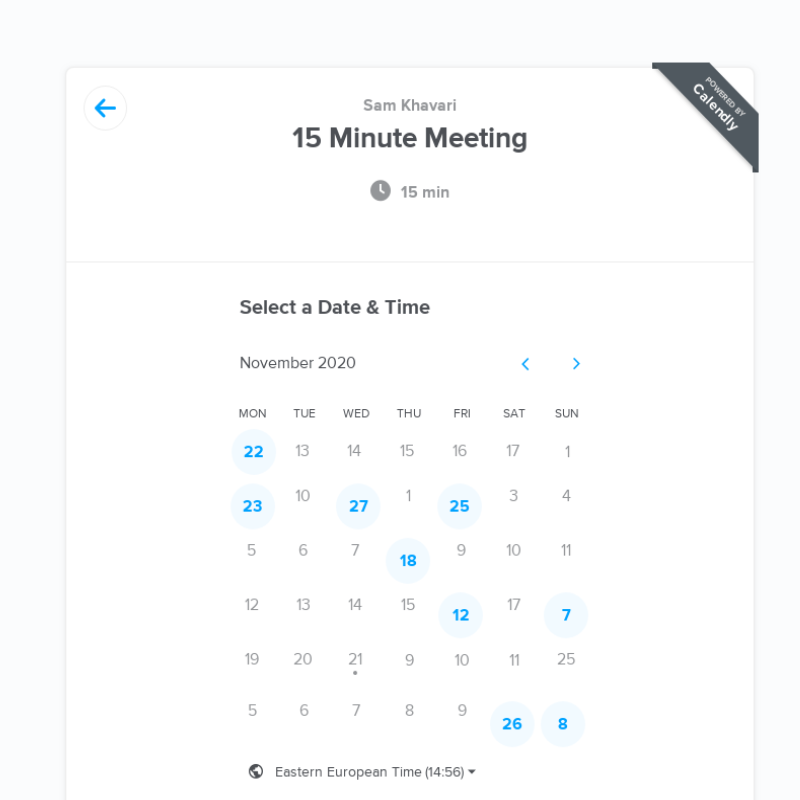 POWERED BY
Calendly
Sam Khavari
15 Minute Meeting
15 min
Select a Date & Time
November 2020
MON TUE WED THU FRI SAT SUN
22 13 14 15 16 17 1
23 10 27 1 25 3 4
5 6 7 18 9 10 11
12 13 14 15 12 17 7
19 20 21 9 10 11 25
5 6 7 8 9 26 8
Eastern European Time (14:56)